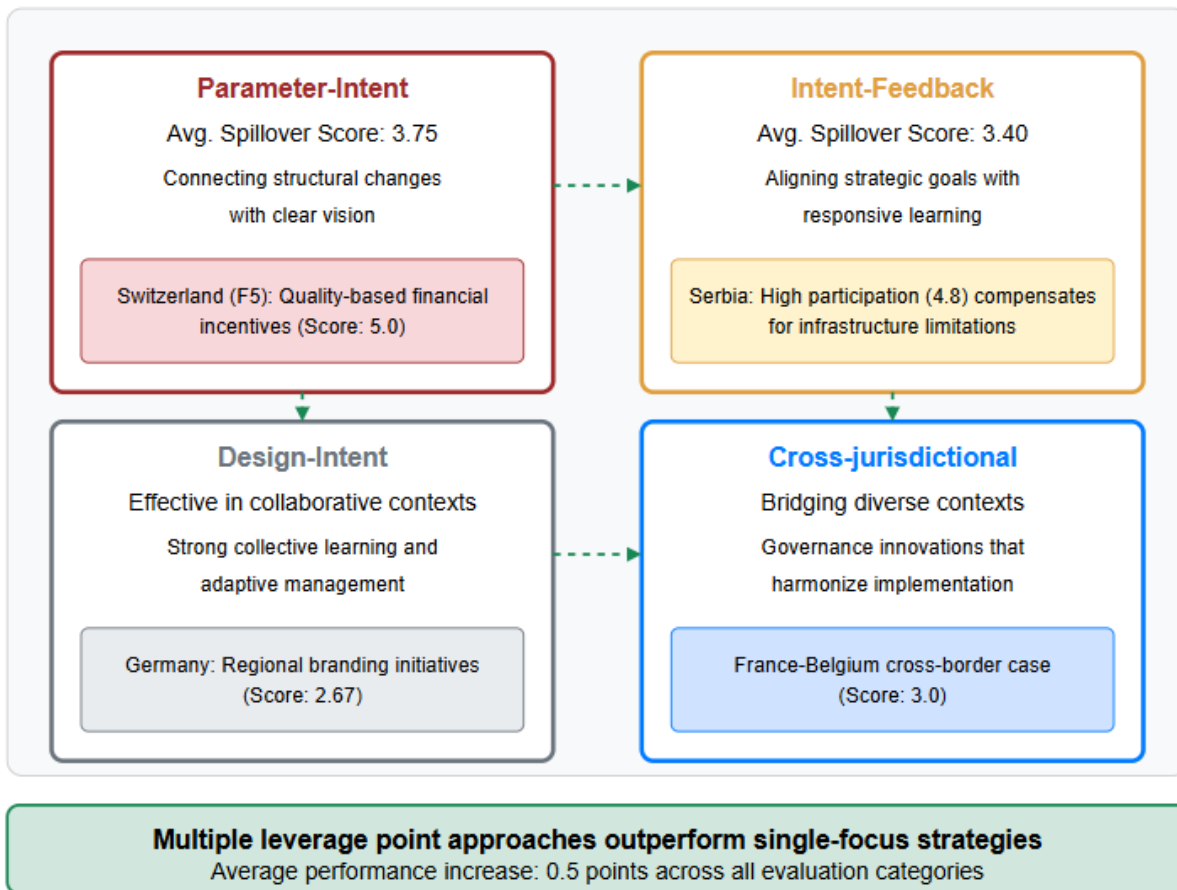 Parameter-Intent
Avg. Spillover Score: 3.75
Connecting structural changes
with clear vision
Switzerland (F5): Quality-based financial
incentives (Score: 5.0)
Intent-Feedback
Avg. Spillover Score: 3.40
Aligning strategic goals with
responsive learning
Serbia: High participation (4.8) compensates
for infrastructure limitations
Design-Intent
Effective in collaborative contexts
Strong collective learning and
adaptive management
Germany: Regional branding initiatives
(Score: 2.67)
Cross-jurisdictional
Bridging diverse contexts
Governance innovations that
harmonize implementation
France-Belgium cross-border case
(Score: 3.0)
Multiple leverage point approaches outperform single-focus strategies
Average performance increase: 0.5 points across all evaluation categories